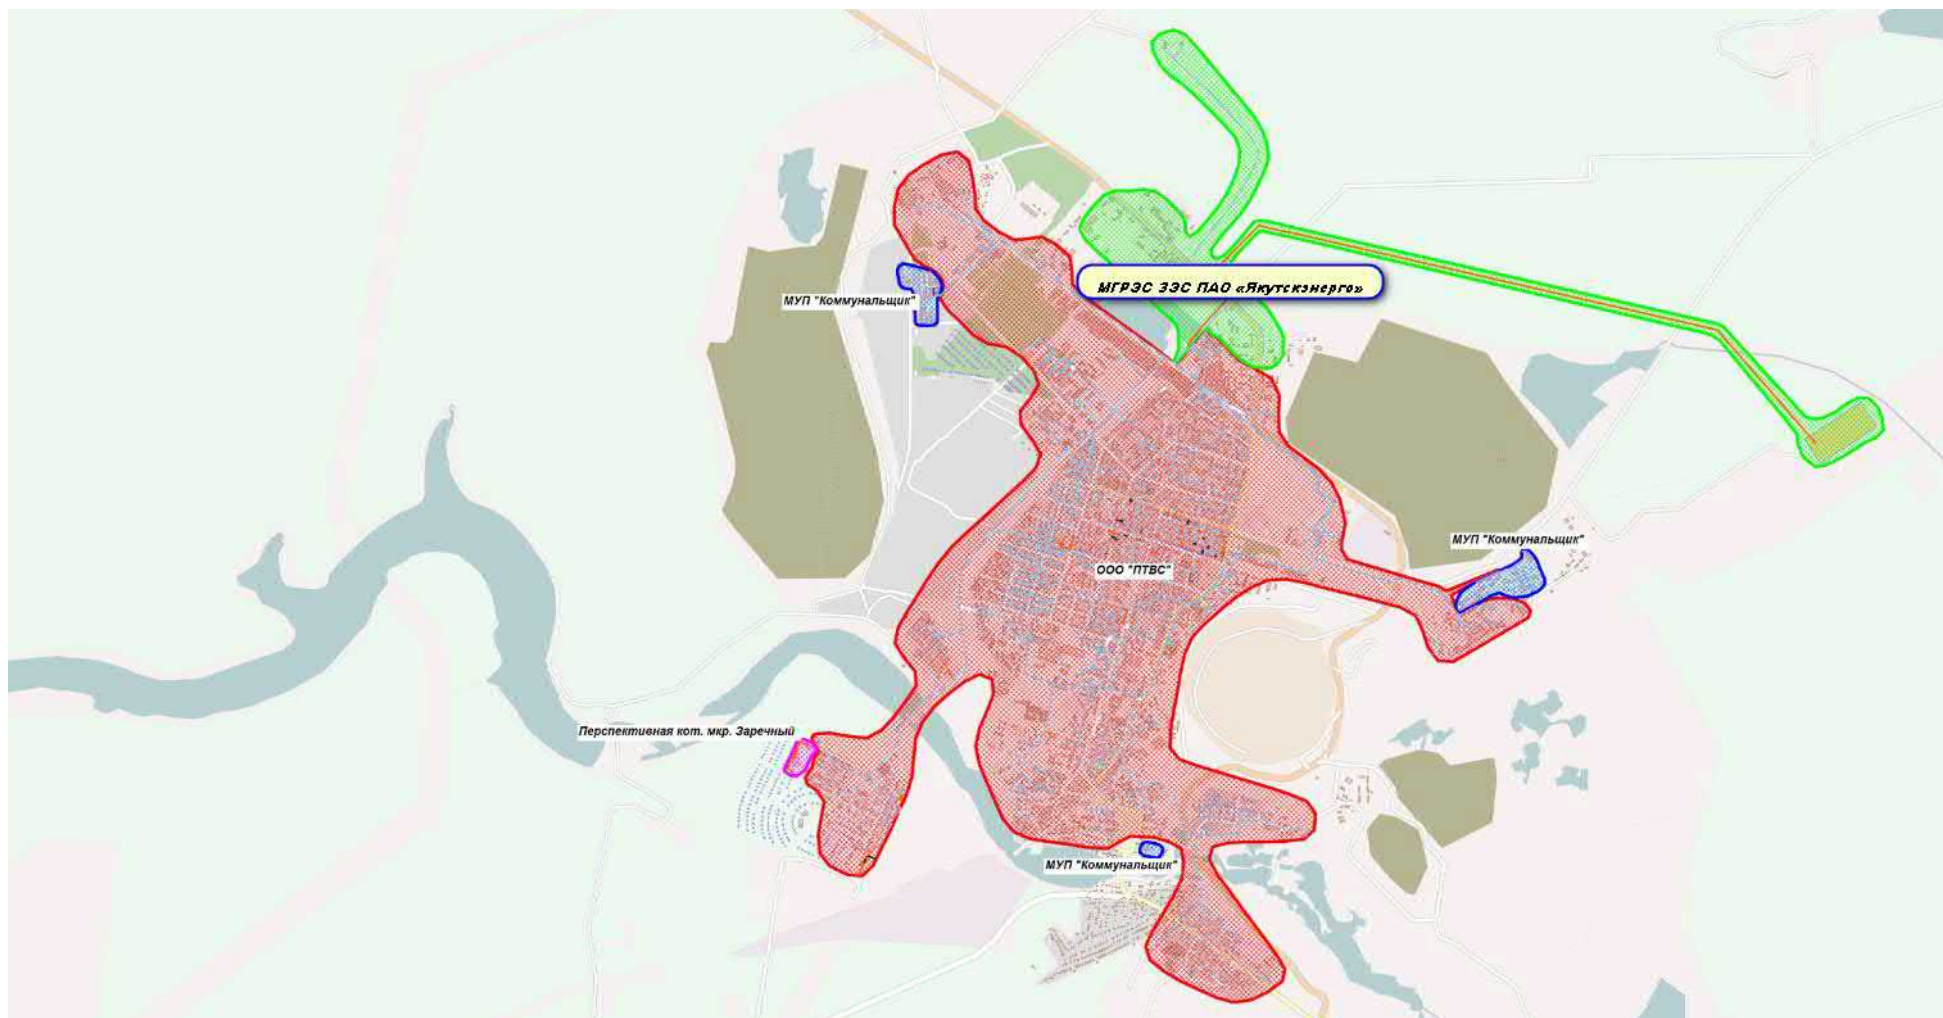 МГРЭС ЗЭС ПАО «Якутскэнерго»
МУП "Коммунальщик"
МУП "Коммунальщик"
ООО "ПТВС"
Перспективная кот. мкр. Заречный
МУП "Коммунальщик"